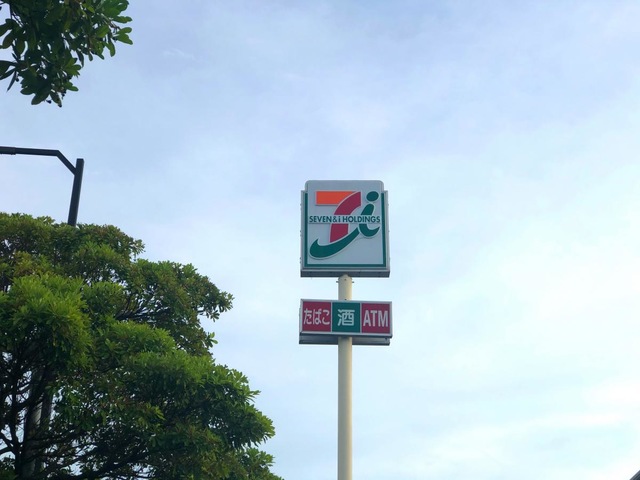 SEVEN & i HOLDINGS
たばこ 酒 ATM